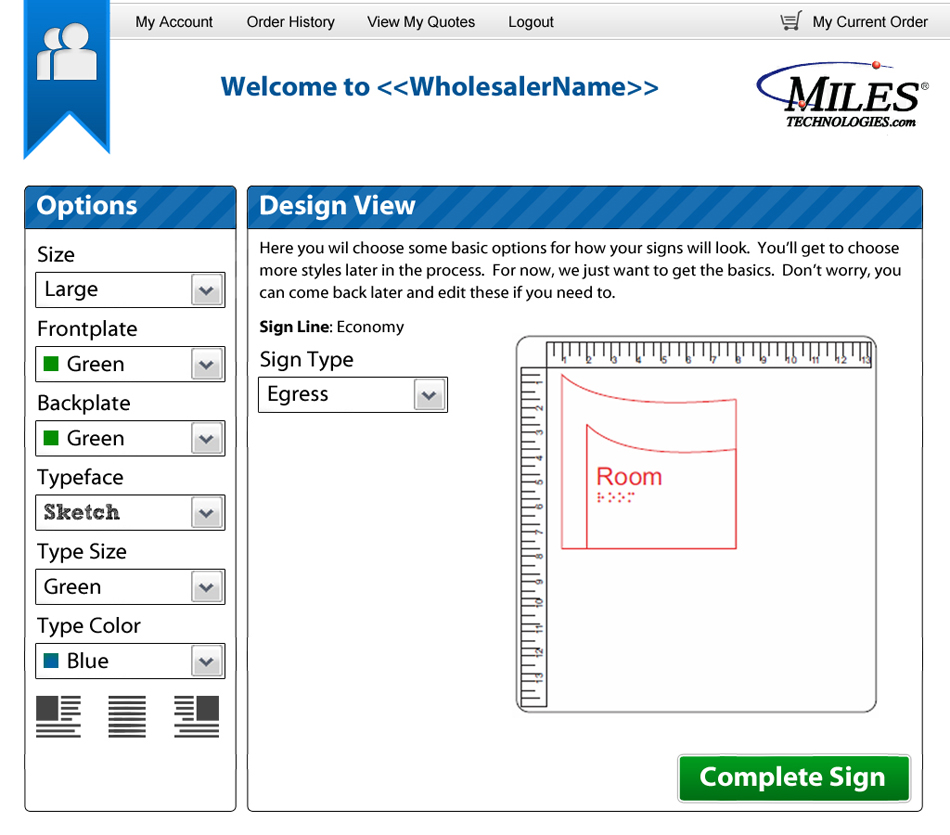 My Account Order History View My Quotes Logout My Current Order
Welcome to <<WholesalerName>>
MILES®
TECHNOLOGIES.com
Options
Size
Large
Frontplate
Green
Backplate
Green
Typeface
Sketch
Type Size
Green
Type Color
Blue
Design View
Here you wil choose some basic options for how your signs will look. You'll get to choose
more styles later in the process. For now, we just want to get the basics. Don't worry, you
can come back later and edit these if you need to.
Sign Line: Economy
Sign Type
Egress
1 2 3 4 5 6 7 8 9 10 11 12 13
1
2
3
4
5
6
7
8
9
10
11
12
13
Room
⠗⠕⠕⠍
Complete Sign